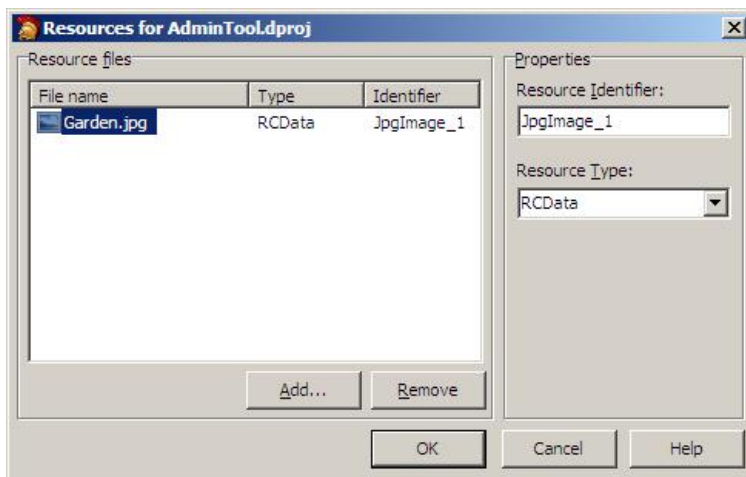 Resources for AdminTool.dproj
Resource files
File name Type Identifier
Garden.jpg RCData JpgImage_1
Add... Remove
Properties
Resource Identifier:
JpgImage_1
Resource Type:
RCData
OK Cancel Help